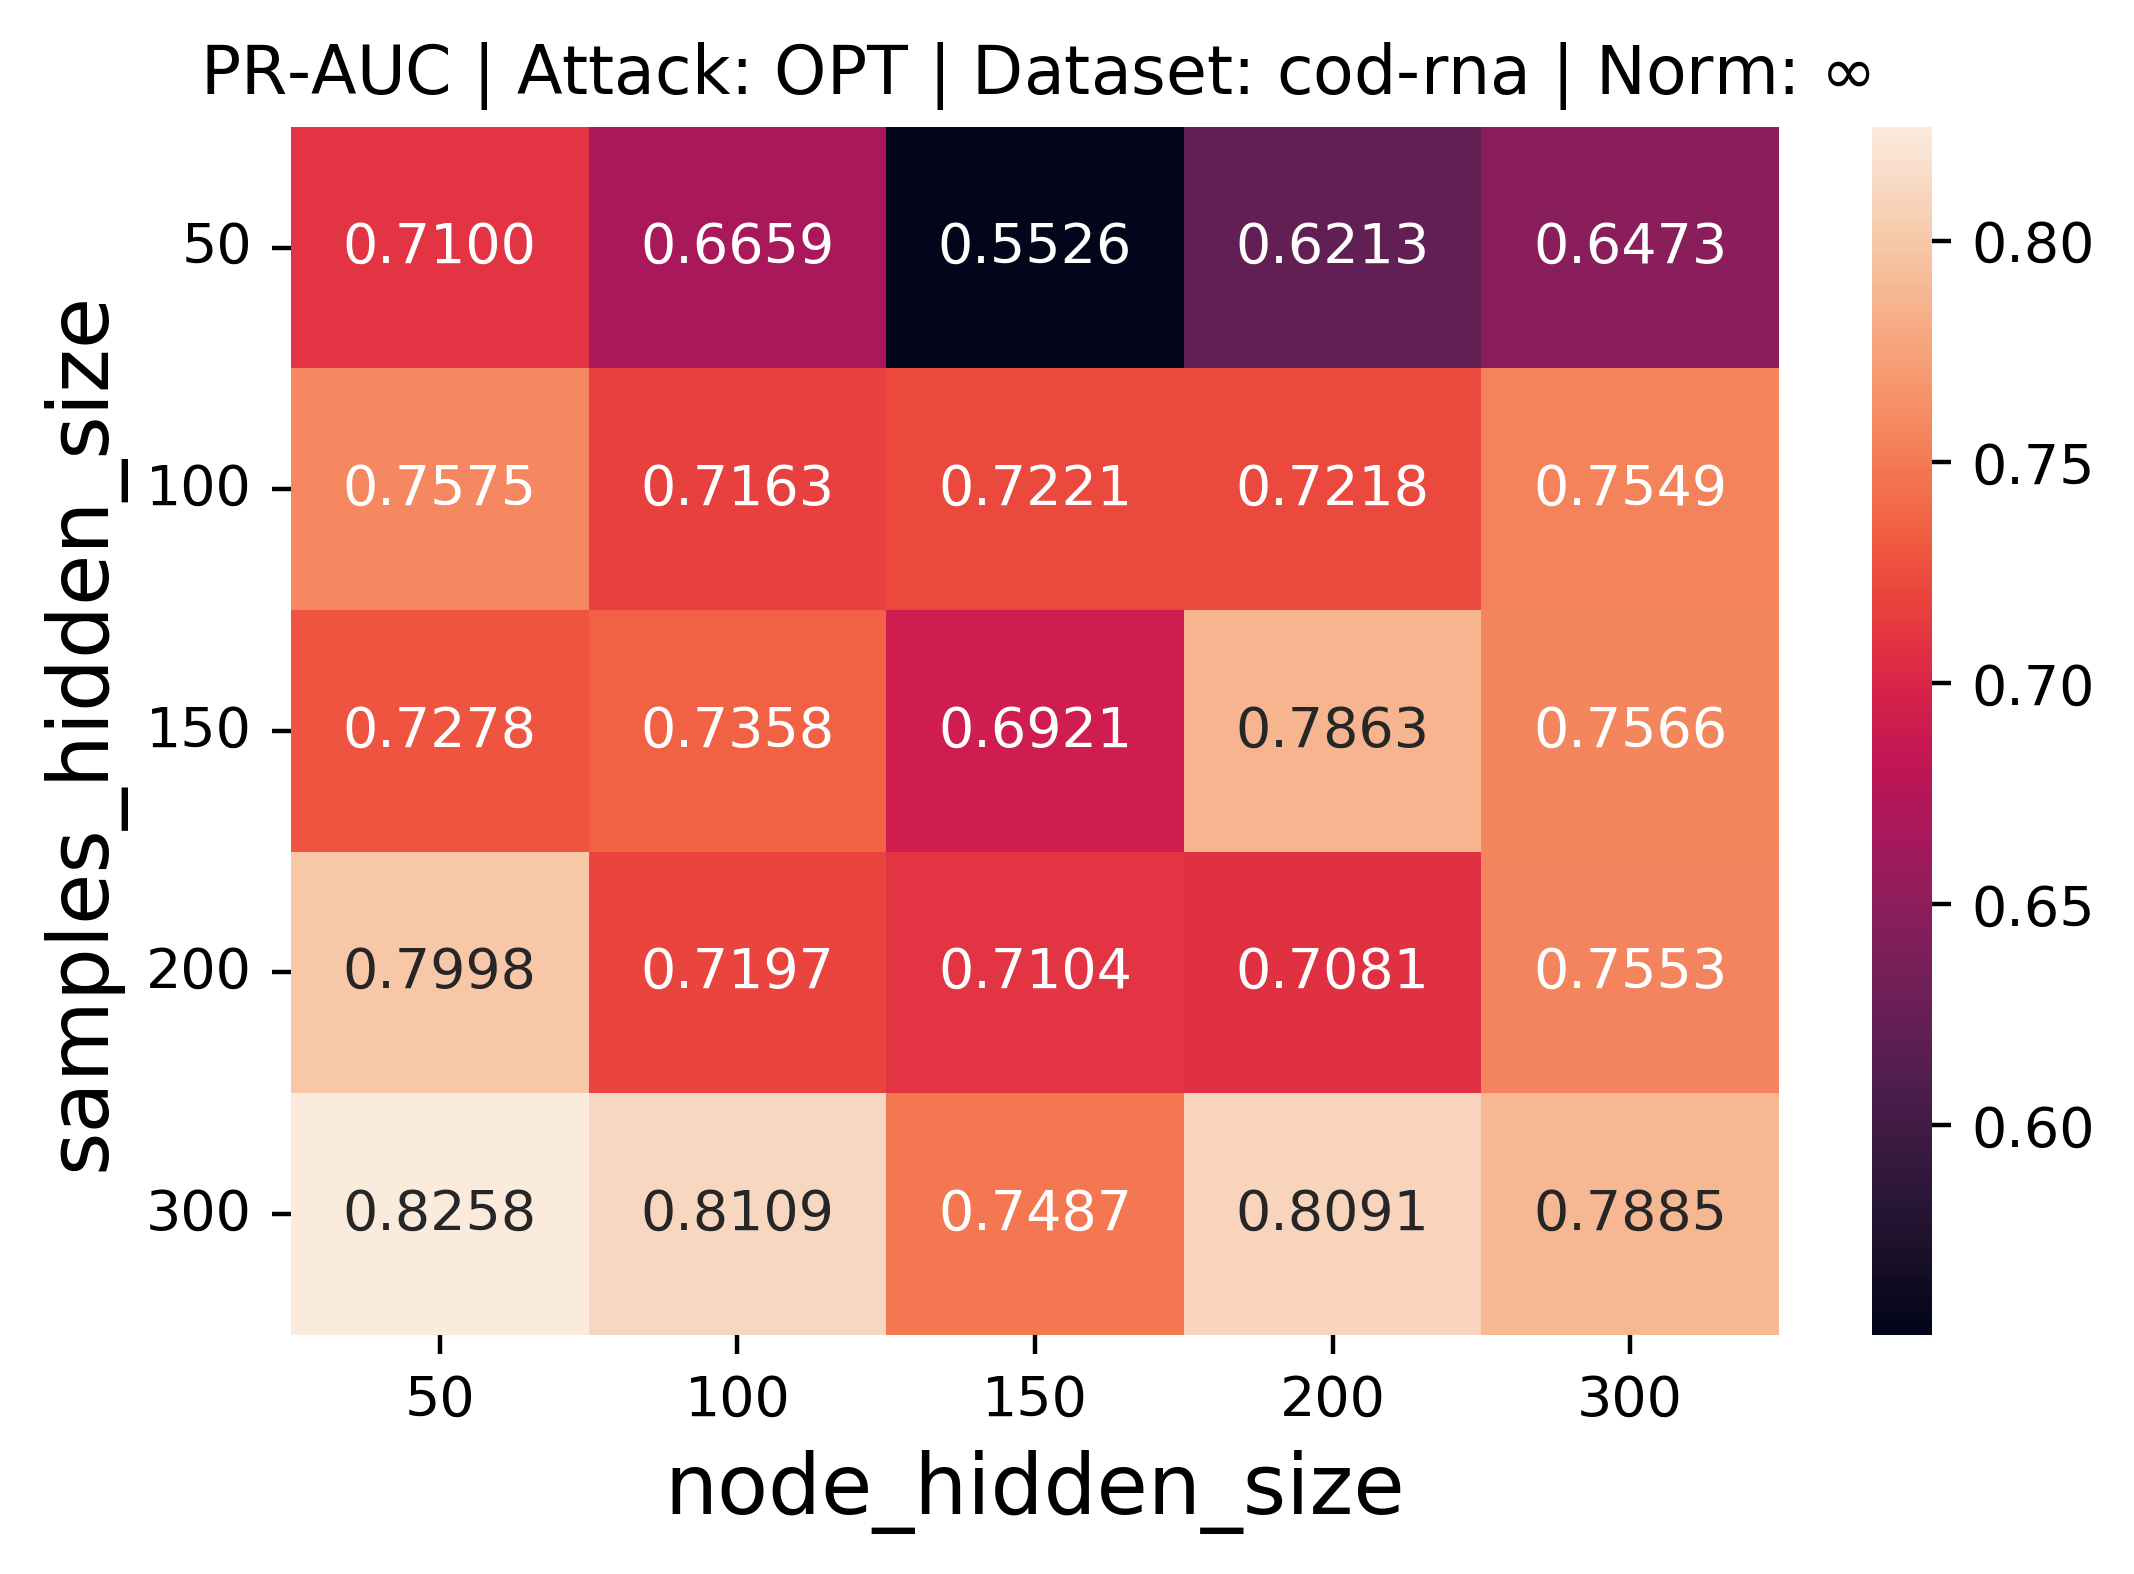 PR-AUC | Attack: OPT | Dataset: cod-rna | Norm: ∞
samples_hidden_size
50 0.7100 0.6659 0.5526 0.6213 0.6473
100 0.7575 0.7163 0.7221 0.7218 0.7549
150 0.7278 0.7358 0.6921 0.7863 0.7566
200 0.7998 0.7197 0.7104 0.7081 0.7553
300 0.8258 0.8109 0.7487 0.8091 0.7885
50 100 150 200 300
node_hidden_size
0.80
0.75
0.70
0.65
0.60